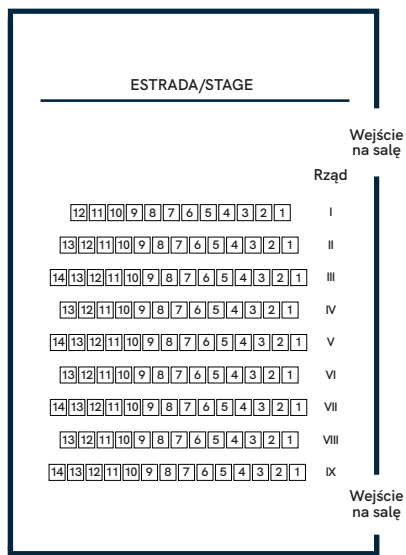 ESTRADA/STAGE
Wejście
na salę
Rząd
12 11 10 9 8 7 6 5 4 3 2 1 I
13 12 11 10 9 8 7 6 5 4 3 2 1 II
14 13 12 11 10 9 8 7 6 5 4 3 2 1 III
13 12 11 10 9 8 7 6 5 4 3 2 1 IV
14 13 12 11 10 9 8 7 6 5 4 3 2 1 V
13 12 11 10 9 8 7 6 5 4 3 2 1 VI
14 13 12 11 10 9 8 7 6 5 4 3 2 1 VII
13 12 11 10 9 8 7 6 5 4 3 2 1 VIII
14 13 12 11 10 9 8 7 6 5 4 3 2 1 IX
Wejście
na salę